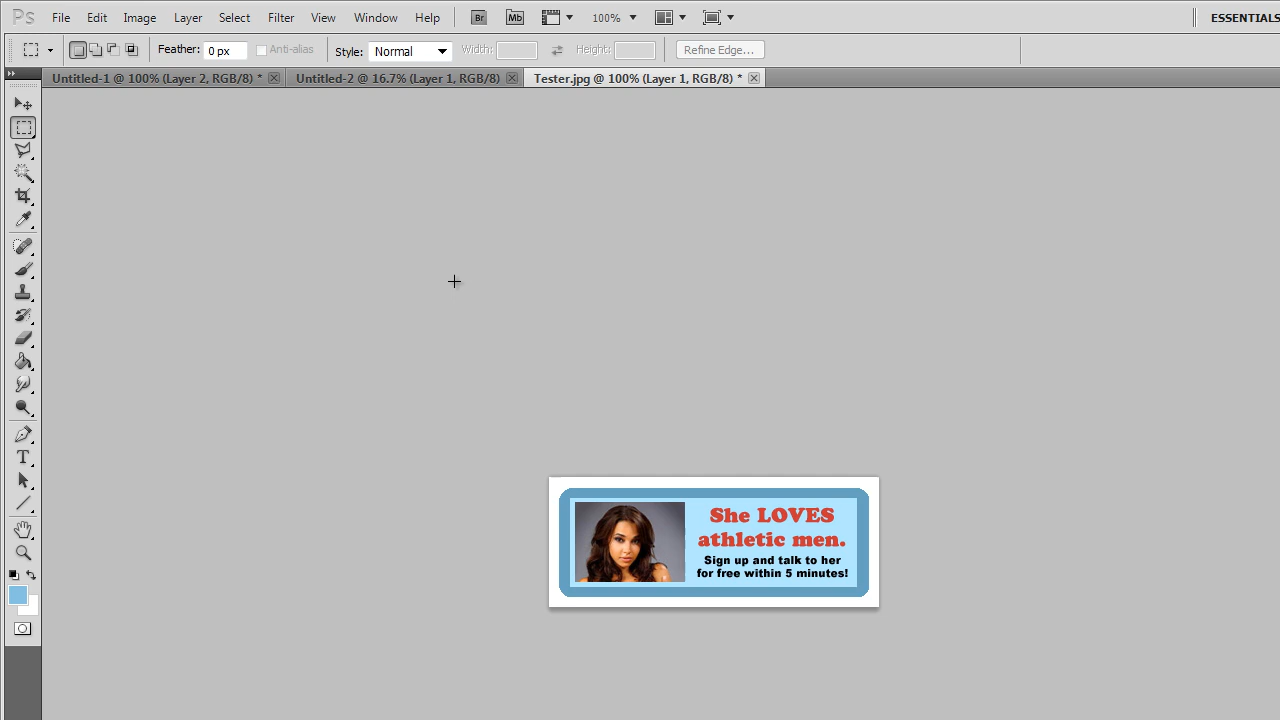 Ps File Edit Image Layer Select Filter View Window Help Br Mb 100% ESSENTIALS
Feather: 0 px Anti-alias Style: Normal Width: Height: Refine Edge...
Untitled-1 @ 100% (Layer 2, RGB/8) * Untitled-2 @ 16.7% (Layer 1, RGB/8) Tester.jpg @ 100% (Layer 1, RGB/8) *
She LOVES
athletic men.
Sign up and talk to her
for free within 5 minutes!